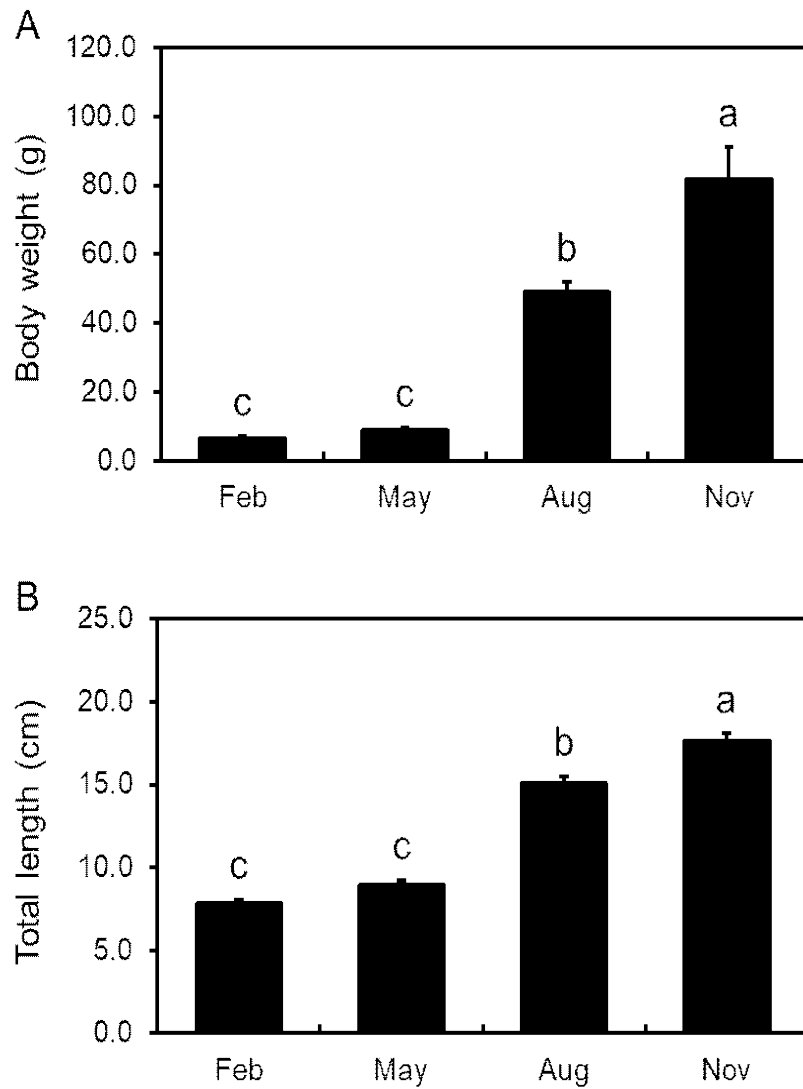 A
120.0
100.0
80.0
60.0
40.0
20.0
0.0
Body weight (g)
c
c
b
a
Feb May Aug Nov
B
25.0
20.0
15.0
10.0
5.0
0.0
Total length (cm)
c
c
b
a
Feb May Aug Nov